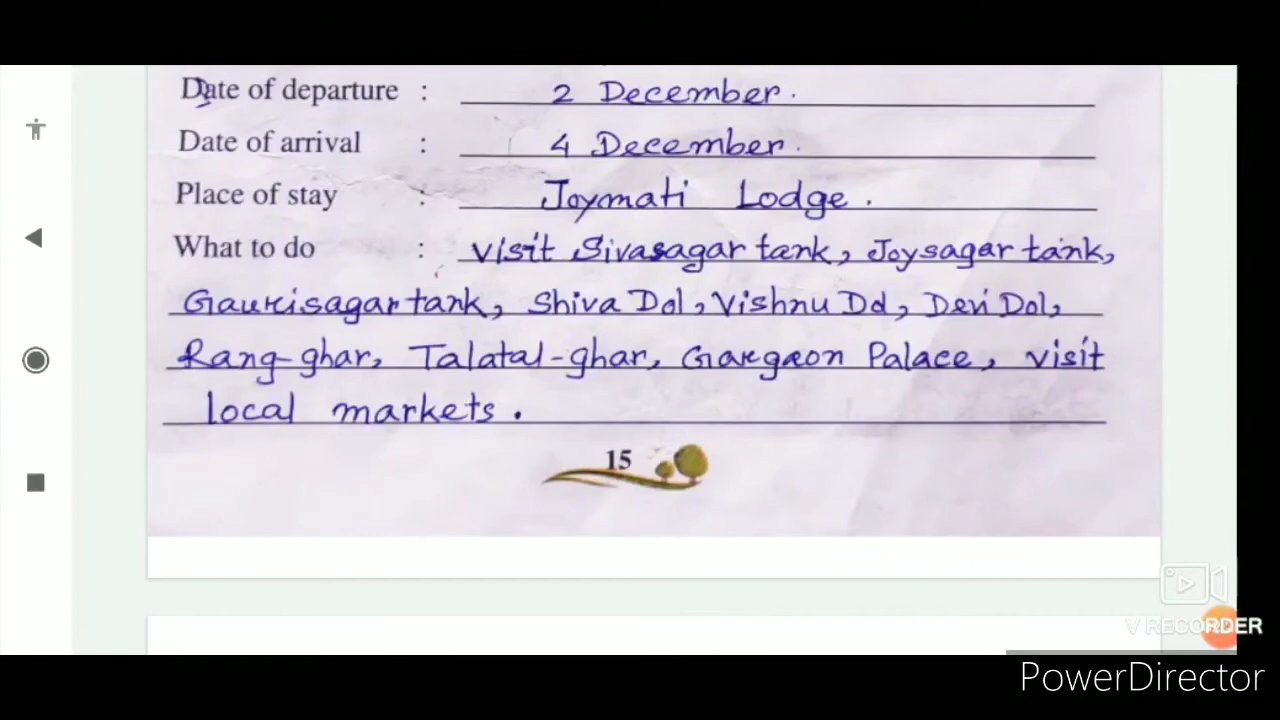 Date of departure : 2 December.
Date of arrival : 4 December.
Place of stay : Joymati Lodge.
What to do : visit Sivasagar tank, Joysagar tank,
Gaurisagar tank, Shiva Dol, Vishnu Dol, Devi Dol,
Rang-ghar, Talatal-ghar, Gargaon Palace, visit
local markets.
15
V RECORDER
PowerDirector